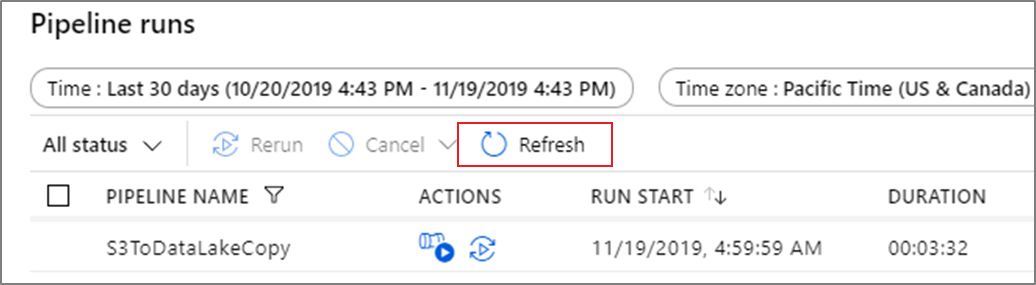 Pipeline runs
Time : Last 30 days (10/20/2019 4:43 PM - 11/19/2019 4:43 PM) Time zone : Pacific Time (US & Canada)
All status Rerun Cancel Refresh
PIPELINE NAME ACTIONS RUN START DURATION
S3ToDataLakeCopy 11/19/2019, 4:59:59 AM 00:03:32